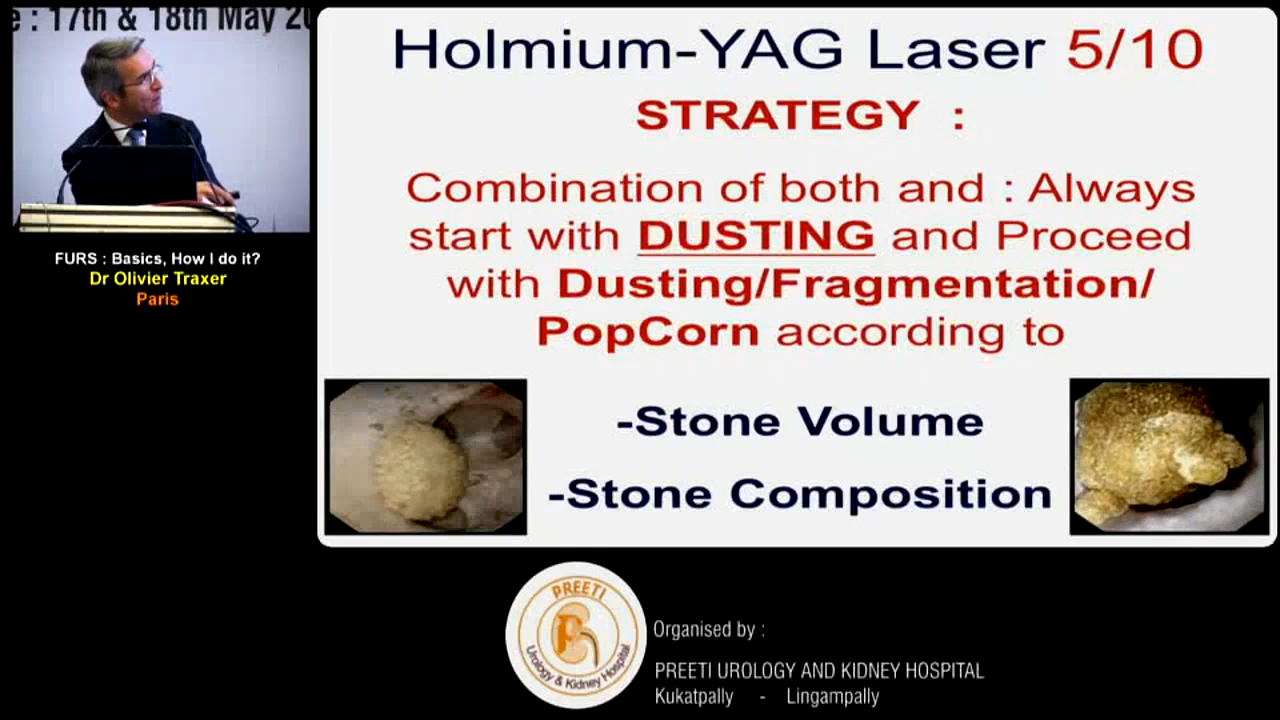 e : 17th & 18th May 20
FURS : Basics, How I do it?
Dr Olivier Traxer
Paris
Holmium-YAG Laser 5/10
STRATEGY :
Combination of both and : Always
start with DUSTING and Proceed
with Dusting/Fragmentation/
PopCorn according to
-Stone Volume
-Stone Composition
PREETI
Urology & Kidney Hospital
Organised by :
PREETI UROLOGY AND KIDNEY HOSPITAL
Kukatpally - Lingampally